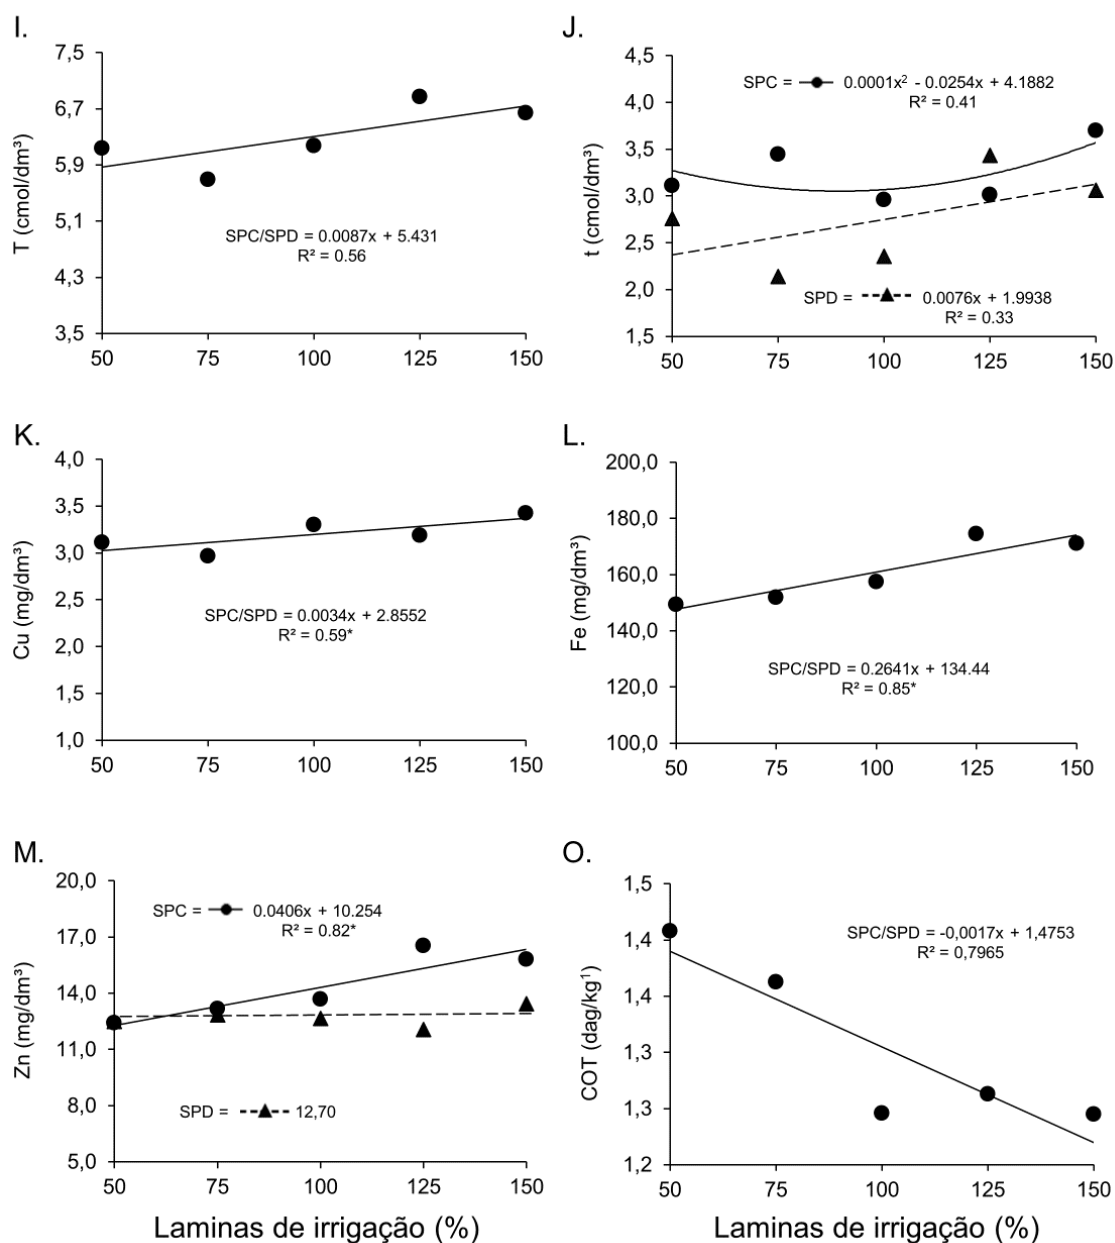 I.
7,5
6,7
5,9
5,1
4,3
3,5
T (cmol/dm³)
SPC/SPD = 0.0087x + 5.431
R² = 0.56
50 75 100 125 150
J.
4,5
4,0
3,5
3,0
2,5
2,0
1,5
t (cmol/dm³)
SPC = 0.0001x² - 0.0254x + 4.1882
R² = 0.41
SPD = 0.0076x + 1.9938
R² = 0.33
50 75 100 125 150
K.
4,0
3,5
3,0
2,5
2,0
1,5
1,0
Cu (mg/dm³)
SPC/SPD = 0.0034x + 2.8552
R² = 0.59*
50 75 100 125 150
L.
200,0
180,0
160,0
140,0
120,0
100,0
Fe (mg/dm³)
SPC/SPD = 0.2641x + 134.44
R² = 0.85*
50 75 100 125 150
M.
20,0
17,0
14,0
11,0
8,0
5,0
Zn (mg/dm³)
SPC = 0.0406x + 10.254
R² = 0.82*
SPD = 12,70
50 75 100 125 150
Laminas de irrigação (%)
O.
1,5
1,4
1,4
1,3
1,3
1,2
COT (dag/kg¹)
SPC/SPD = -0,0017x + 1,4753
R² = 0,7965
50 75 100 125 150
Laminas de irrigação (%)